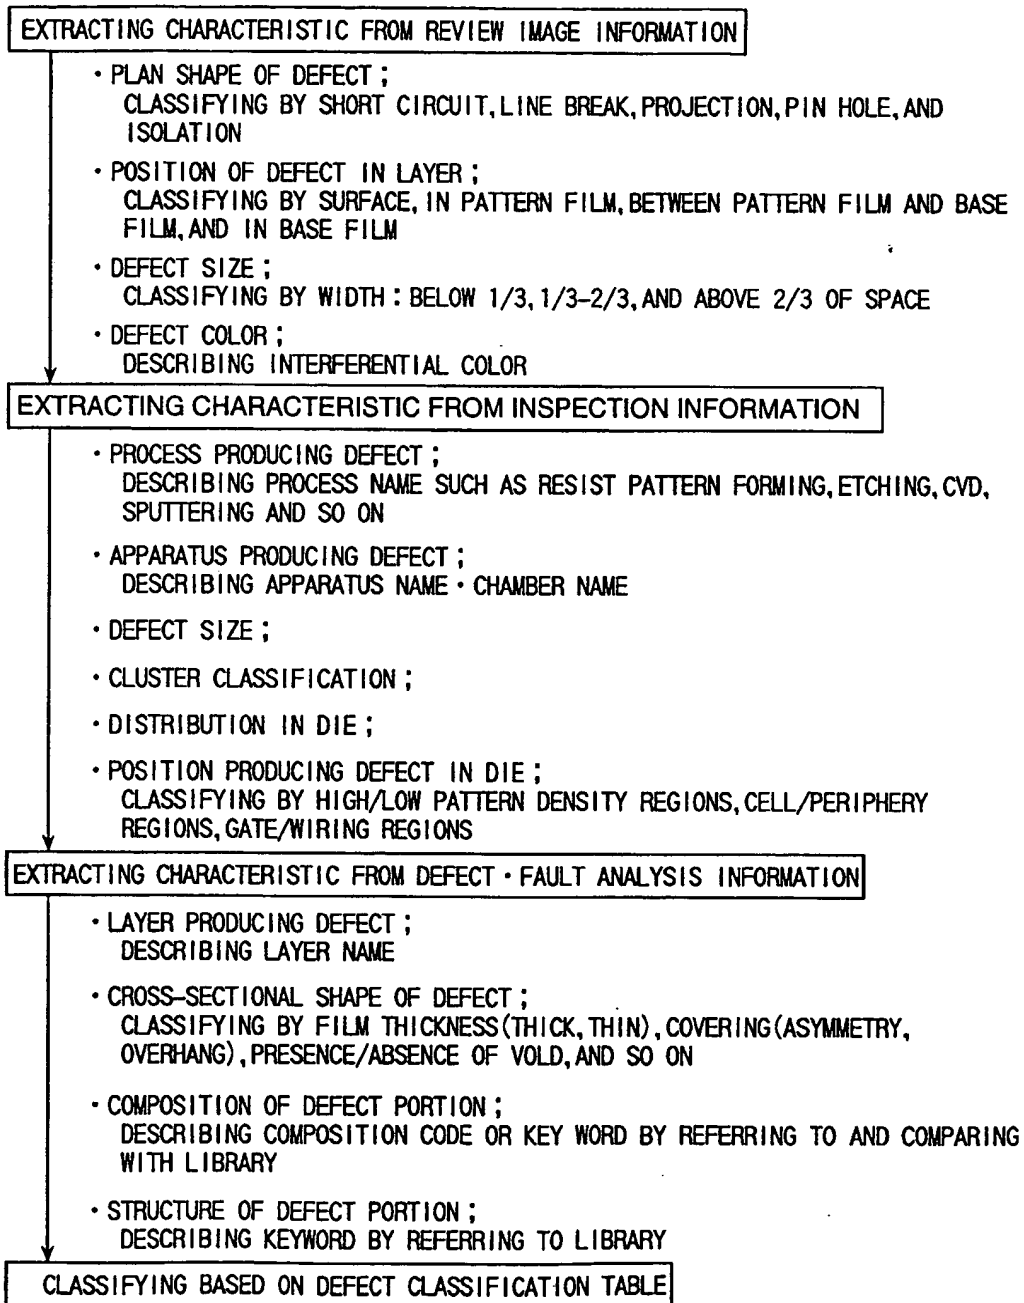 EXTRACTING CHARACTERISTIC FROM REVIEW IMAGE INFORMATION
・PLAN SHAPE OF DEFECT;
CLASSIFYING BY SHORT CIRCUIT, LINE BREAK, PROJECTION, PIN HOLE, AND
ISOLATION
・POSITION OF DEFECT IN LAYER;
CLASSIFYING BY SURFACE, IN PATTERN FILM, BETWEEN PATTERN FILM AND BASE
FILM, AND IN BASE FILM
・DEFECT SIZE;
CLASSIFYING BY WIDTH: BELOW 1/3, 1/3-2/3, AND ABOVE 2/3 OF SPACE
・DEFECT COLOR;
DESCRIBING INTERFERENTIAL COLOR
EXTRACTING CHARACTERISTIC FROM INSPECTION INFORMATION
・PROCESS PRODUCING DEFECT;
DESCRIBING PROCESS NAME SUCH AS RESIST PATTERN FORMING, ETCHING, CVD,
SPUTTERING AND SO ON
・APPARATUS PRODUCING DEFECT;
DESCRIBING APPARATUS NAME・CHAMBER NAME
・DEFECT SIZE;
・CLUSTER CLASSIFICATION;
・DISTRIBUTION IN DIE;
・POSITION PRODUCING DEFECT IN DIE;
CLASSIFYING BY HIGH/LOW PATTERN DENSITY REGIONS, CELL/PERIPHERY
REGIONS, GATE/WIRING REGIONS
EXTRACTING CHARACTERISTIC FROM DEFECT・FAULT ANALYSIS INFORMATION
・LAYER PRODUCING DEFECT;
DESCRIBING LAYER NAME
・CROSS-SECTIONAL SHAPE OF DEFECT;
CLASSIFYING BY FILM THICKNESS(THICK, THIN), COVERING(ASYMMETRY,
OVERHANG), PRESENCE/ABSENCE OF VOLD, AND SO ON
・COMPOSITION OF DEFECT PORTION;
DESCRIBING COMPOSITION CODE OR KEY WORD BY REFERRING TO AND COMPARING
WITH LIBRARY
・STRUCTURE OF DEFECT PORTION;
DESCRIBING KEYWORD BY REFERRING TO LIBRARY
CLASSIFYING BASED ON DEFECT CLASSIFICATION TABLE